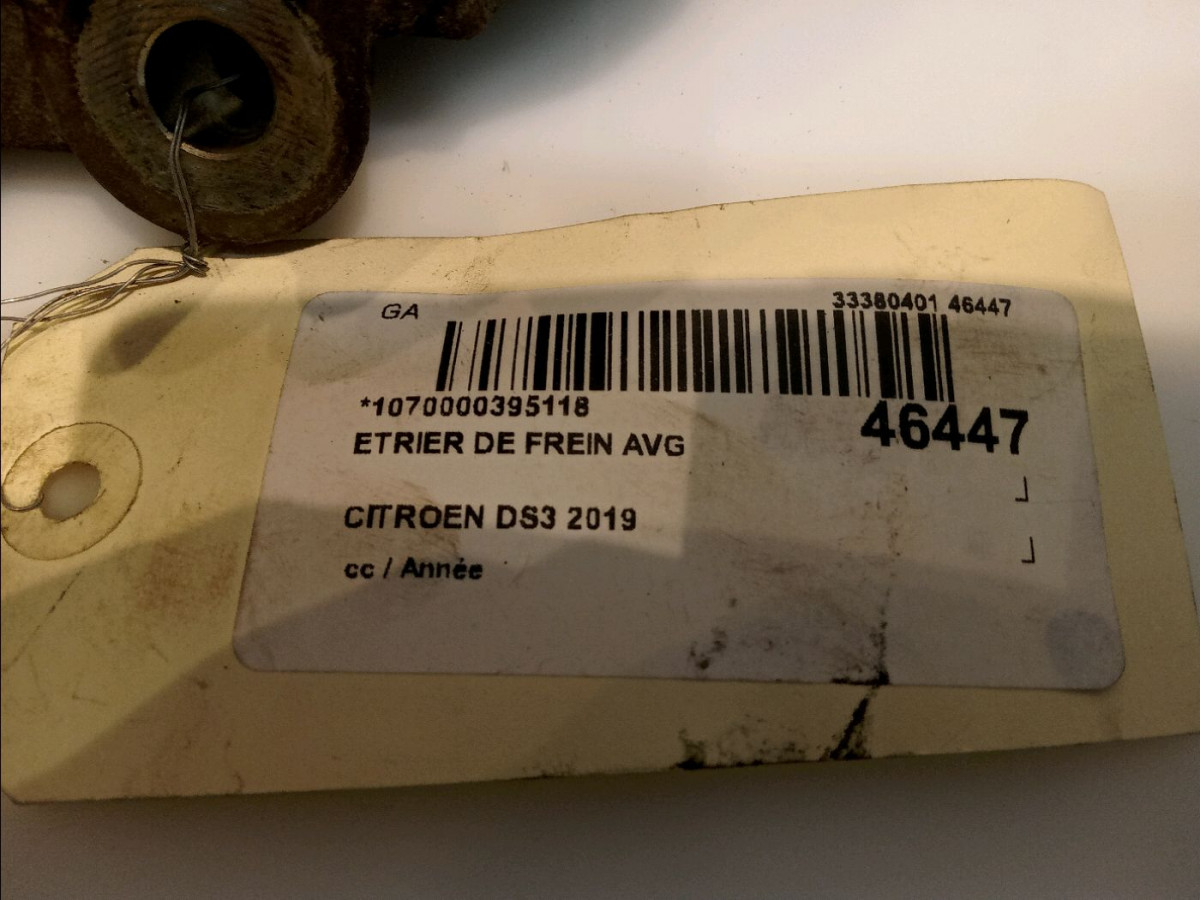 GA
33380401 46447
*1070000395118
46447
ETRIER DE FREIN AVG
CITROEN DS3 2019
cc / Année